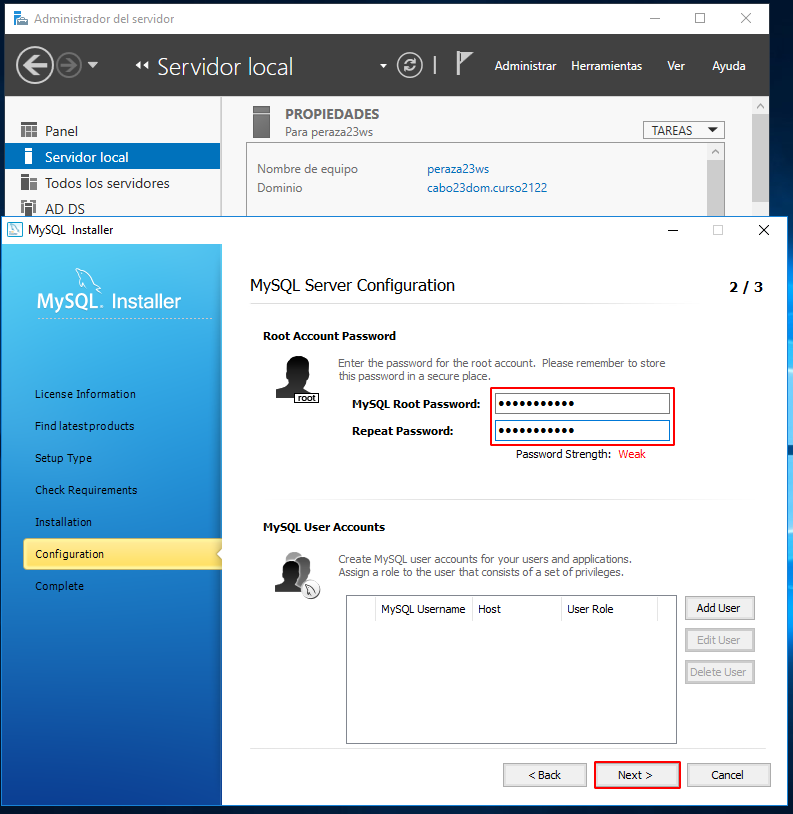 Administrador del servidor
Servidor local
Administrar Herramientas Ver Ayuda
Panel
Servidor local
Todos los servidores
AD DS
PROPIEDADES
Para peraza23ws
TAREAS
Nombre de equipo peraza23ws
Dominio cabo23dom.curso2122
MySQL Installer
MySQL. Installer
License Information
Find latest products
Setup Type
Check Requirements
Installation
Configuration
Complete
MySQL Server Configuration 2 / 3
Root Account Password
root
Enter the password for the root account. Please remember to store
this password in a secure place.
MySQL Root Password: ●●●●●●●●●●●
Repeat Password: ●●●●●●●●●●●
Password Strength: Weak
MySQL User Accounts
Create MySQL user accounts for your users and applications.
Assign a role to the user that consists of a set of privileges.
MySQL Username Host User Role
Add User
Edit User
Delete User
< Back Next > Cancel